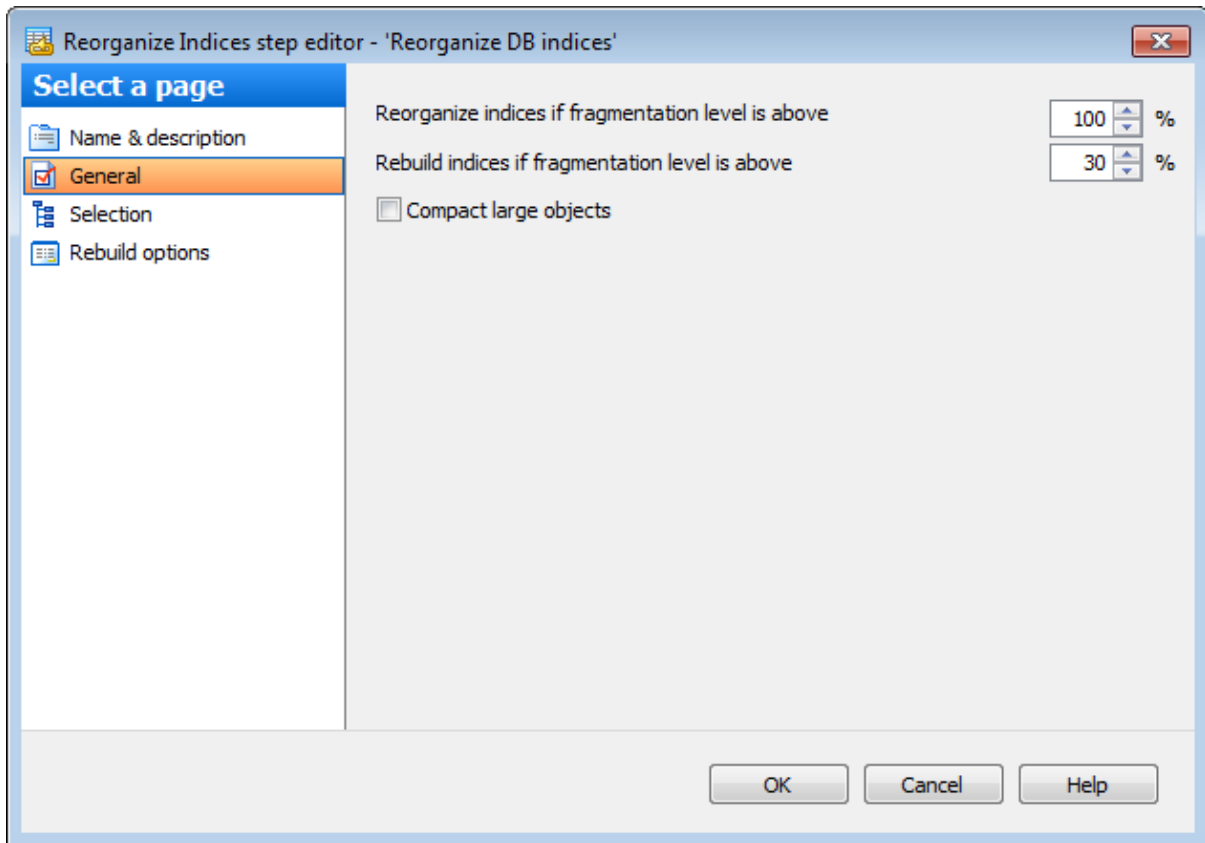 Reorganize Indices step editor - 'Reorganize DB indices'
Select a page
Name & description
General
Selection
Rebuild options
Reorganize indices if fragmentation level is above 100 %
Rebuild indices if fragmentation level is above 30 %
Compact large objects
OK Cancel Help